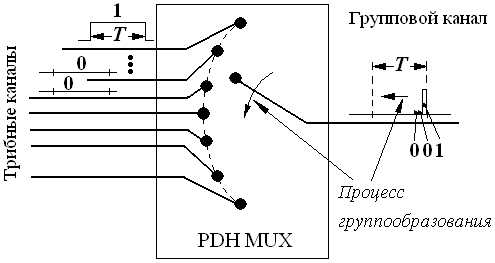 1
T
0
0
Трибные каналы
Групповой канал
T
0 0 1
Процесс
группообразования
PDH MUX